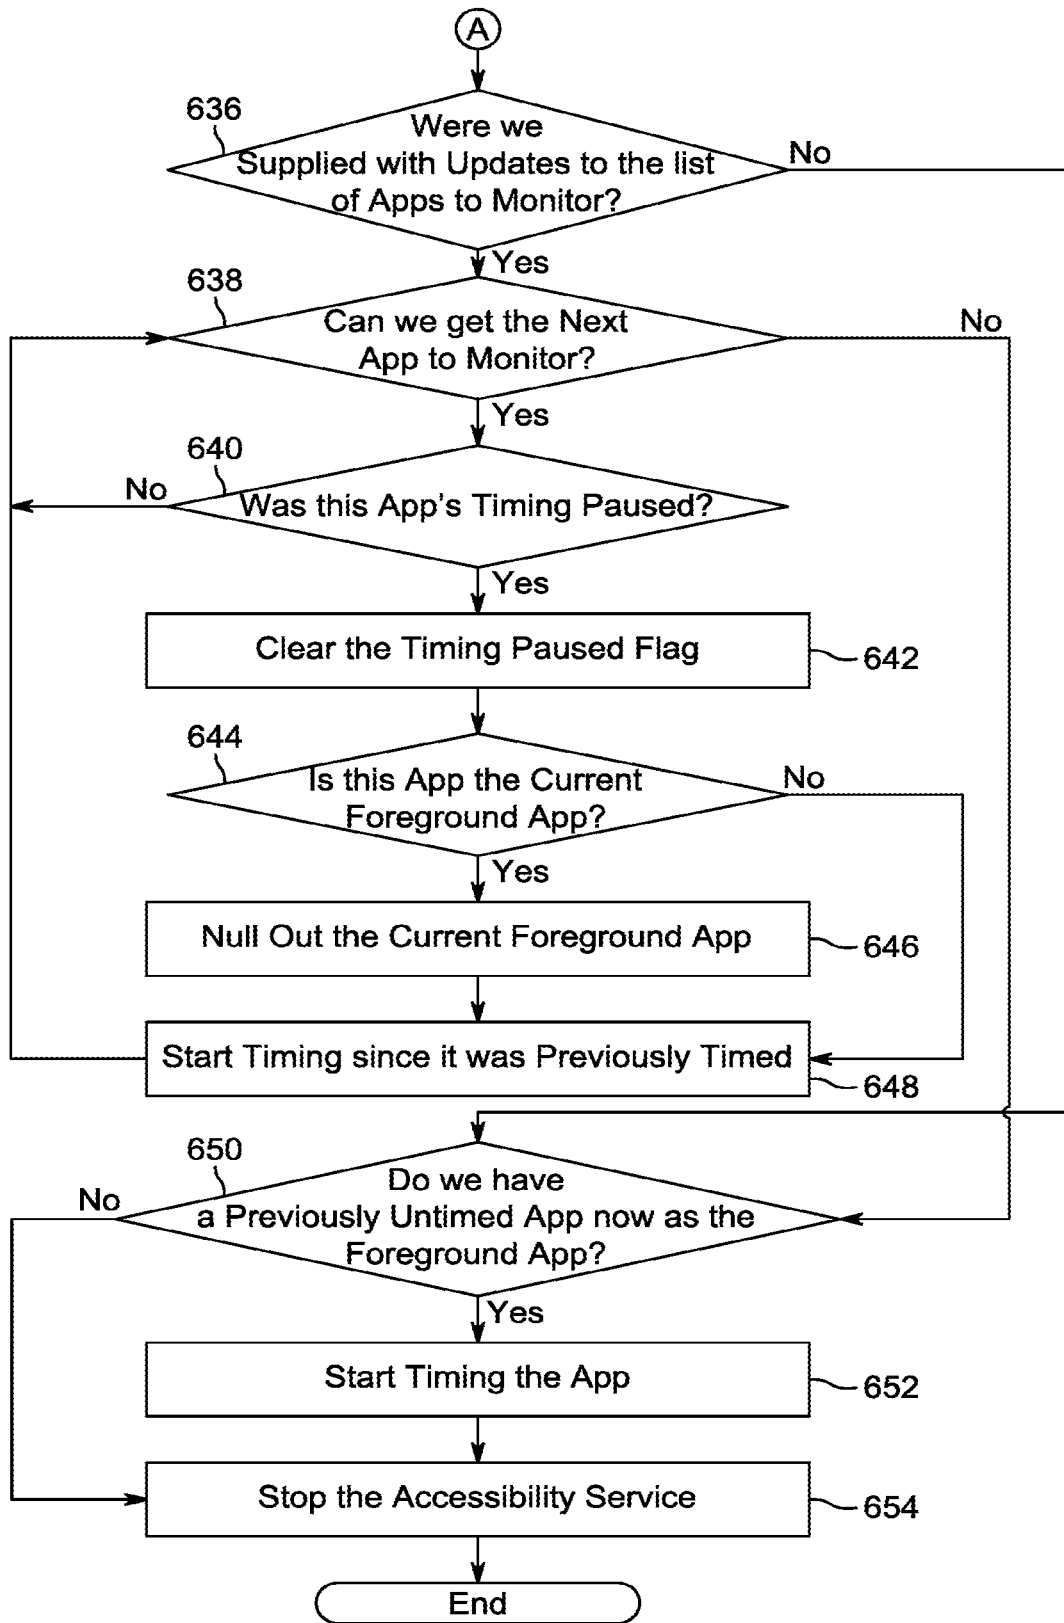 A
636
Were we
Supplied with Updates to the list
of Apps to Monitor?
No
Yes
638
Can we get the Next
App to Monitor?
No
Yes
640
No
Was this App's Timing Paused?
Yes
Clear the Timing Paused Flag
642
644
Is this App the Current
Foreground App?
No
Yes
Null Out the Current Foreground App
646
Start Timing since it was Previously Timed
648
650
No
Do we have
a Previously Untimed App now as the
Foreground App?
Yes
Start Timing the App
652
Stop the Accessibility Service
654
End